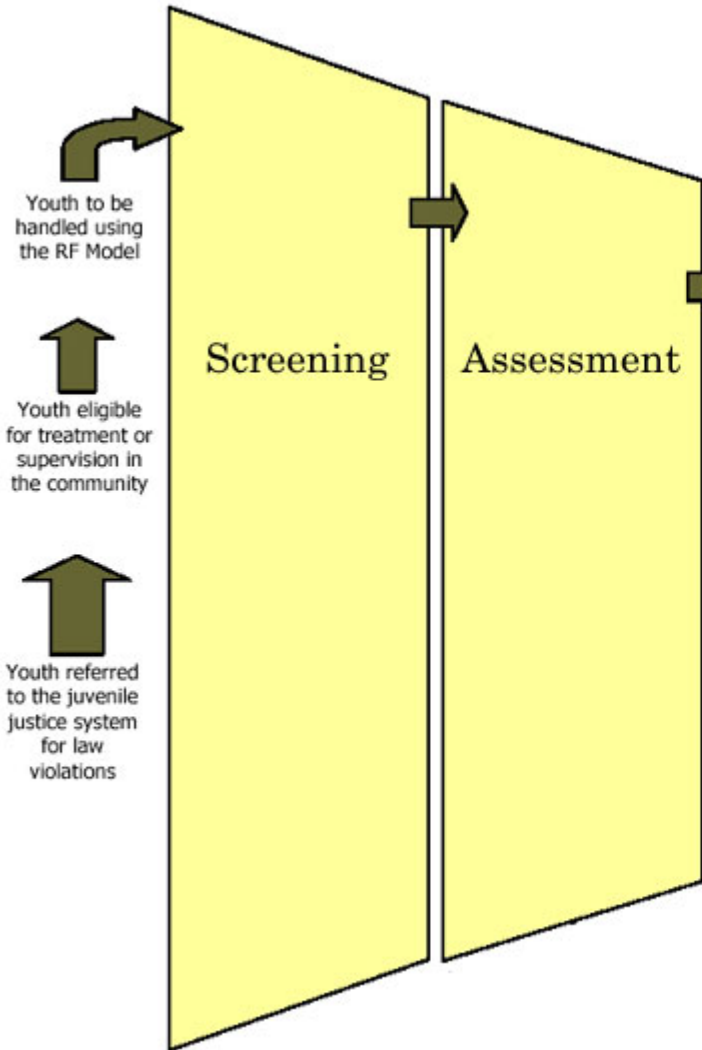 Youth to be
handled using
the RF Model
Screening
Assessment
Youth eligible
for treatment or
supervision in
the community
Youth referred
to the juvenile
justice system
for law
violations